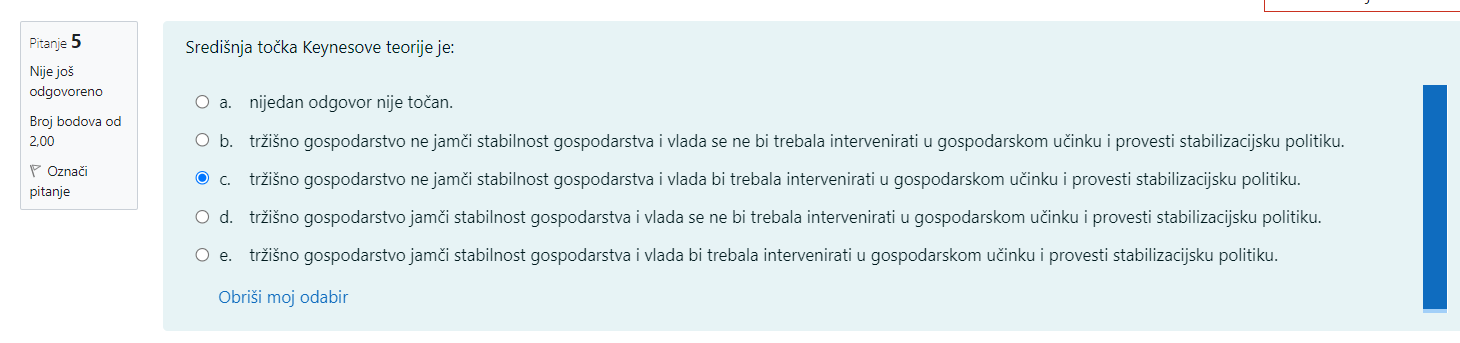 Pitanje 5
Nije još
odgovoreno
Broj bodova od
2,00
Označi
pitanje
Središnja točka Keynesove teorije je:
a. nijedan odgovor nije točan.
b. tržišno gospodarstvo ne jamči stabilnost gospodarstva i vlada se ne bi trebala intervenirati u gospodarskom učinku i provesti stabilizacijsku politiku.
c. tržišno gospodarstvo ne jamči stabilnost gospodarstva i vlada bi trebala intervenirati u gospodarskom učinku i provesti stabilizacijsku politiku.
d. tržišno gospodarstvo jamči stabilnost gospodarstva i vlada se ne bi trebala intervenirati u gospodarskom učinku i provesti stabilizacijsku politiku.
e. tržišno gospodarstvo jamči stabilnost gospodarstva i vlada bi trebala intervenirati u gospodarskom učinku i provesti stabilizacijsku politiku.
Obriši moj odabir